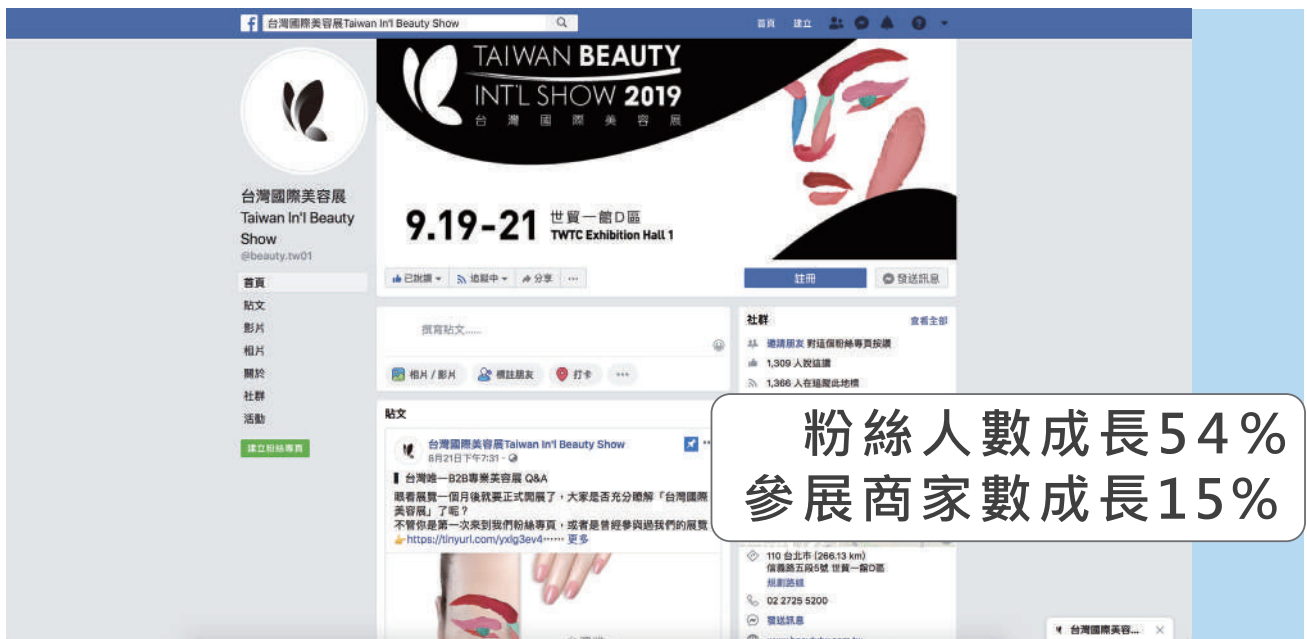 台灣國際美容展Taiwan In'l Beauty Show
首頁 建立
TAIWAN BEAUTY
INT'L SHOW 2019
台灣國際美容展
9.19-21 世貿一館D區
TWTC Exhibition Hall 1
台灣國際美容展
Taiwan In'l Beauty
Show
@beauty.tw01
首頁
貼文
影片
相片
關於
社群
活動
建立粉絲專頁
已說讚 追蹤中 分享 ...
註冊 發送訊息
撰寫貼文......
相片 / 影片 標註朋友 打卡 ...
貼文
台灣國際美容展Taiwan In'l Beauty Show
8月21日下午7:31
▌台灣唯一B2B專業美容展 Q&A
眼看展覽一個月後就要正式開展了,大家是否充分瞭解「台灣國際
美容展」了呢?
不管你是第一次來到我們粉絲專頁,或者是曾經參與過我們的展覽
👉https://tinyurl.com/yxlg3ev4⋯⋯ 更多
社群 查看全部
邀請朋友 對這個粉絲專頁按讚
1,309 人說這讚
1,366 人在追蹤此地標
粉絲人數成長54%
參展商家數成長15%
110 台北市 (266.13 km)
信義路五段5號 世貿一館D區
規劃路線
02 2725 5200
發送訊息
台灣國際美容...